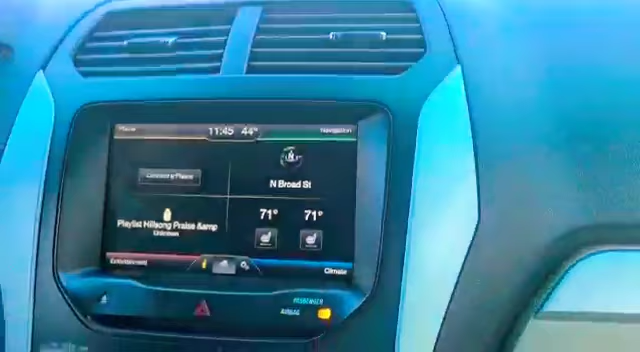 Phone 11:45 44° Navigation
N
Connect a Phone
N Broad St
Playlist Hillsong Praise &amp
Unknown
71° 71°
Entertainment
Climate
PASSENGER
AIRBAG